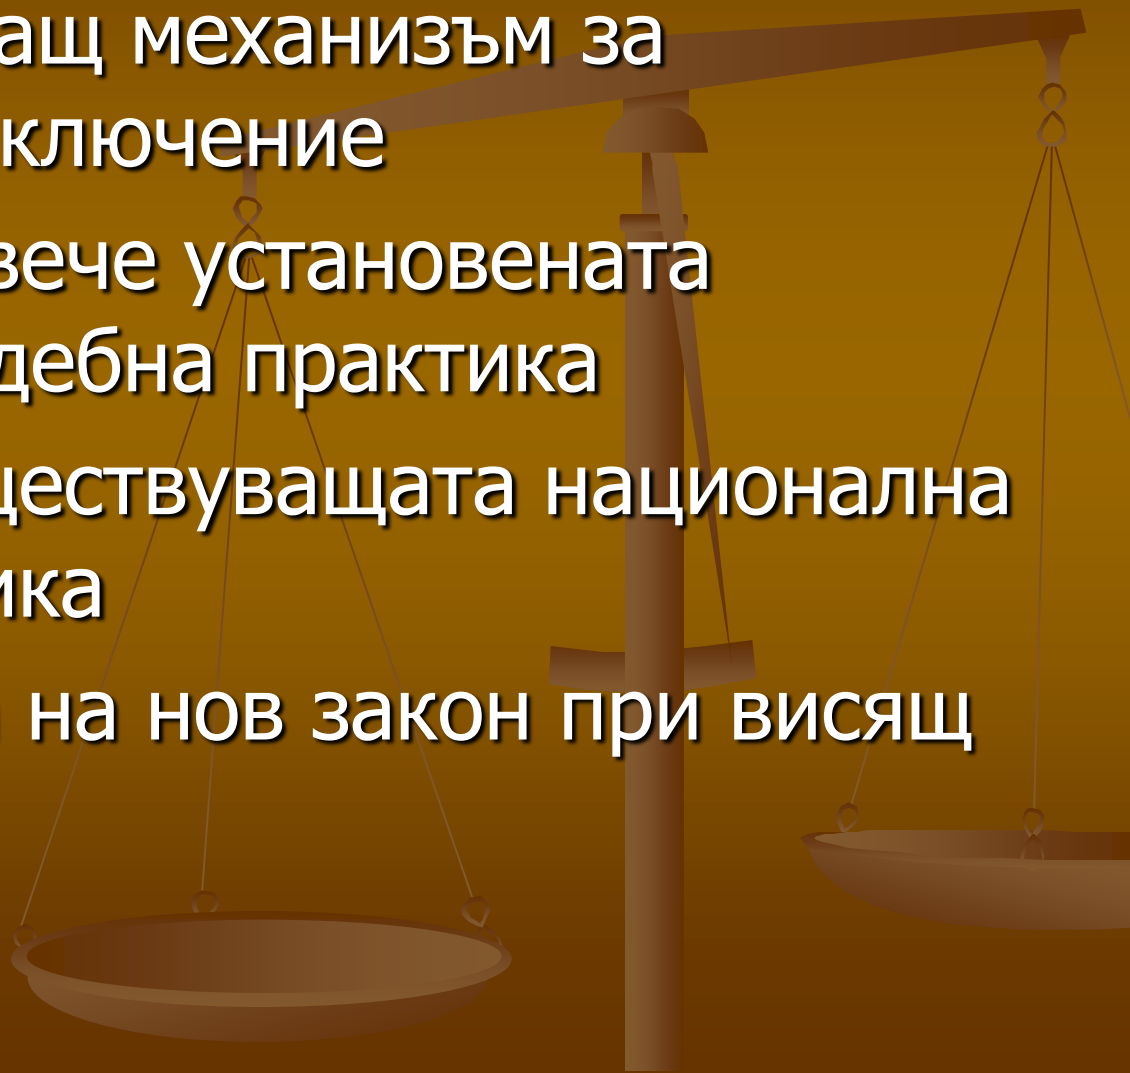 ащ механизъм за
ключение
вече установената
дебна практика
ществуващата национална
ика
на нов закон при висящ